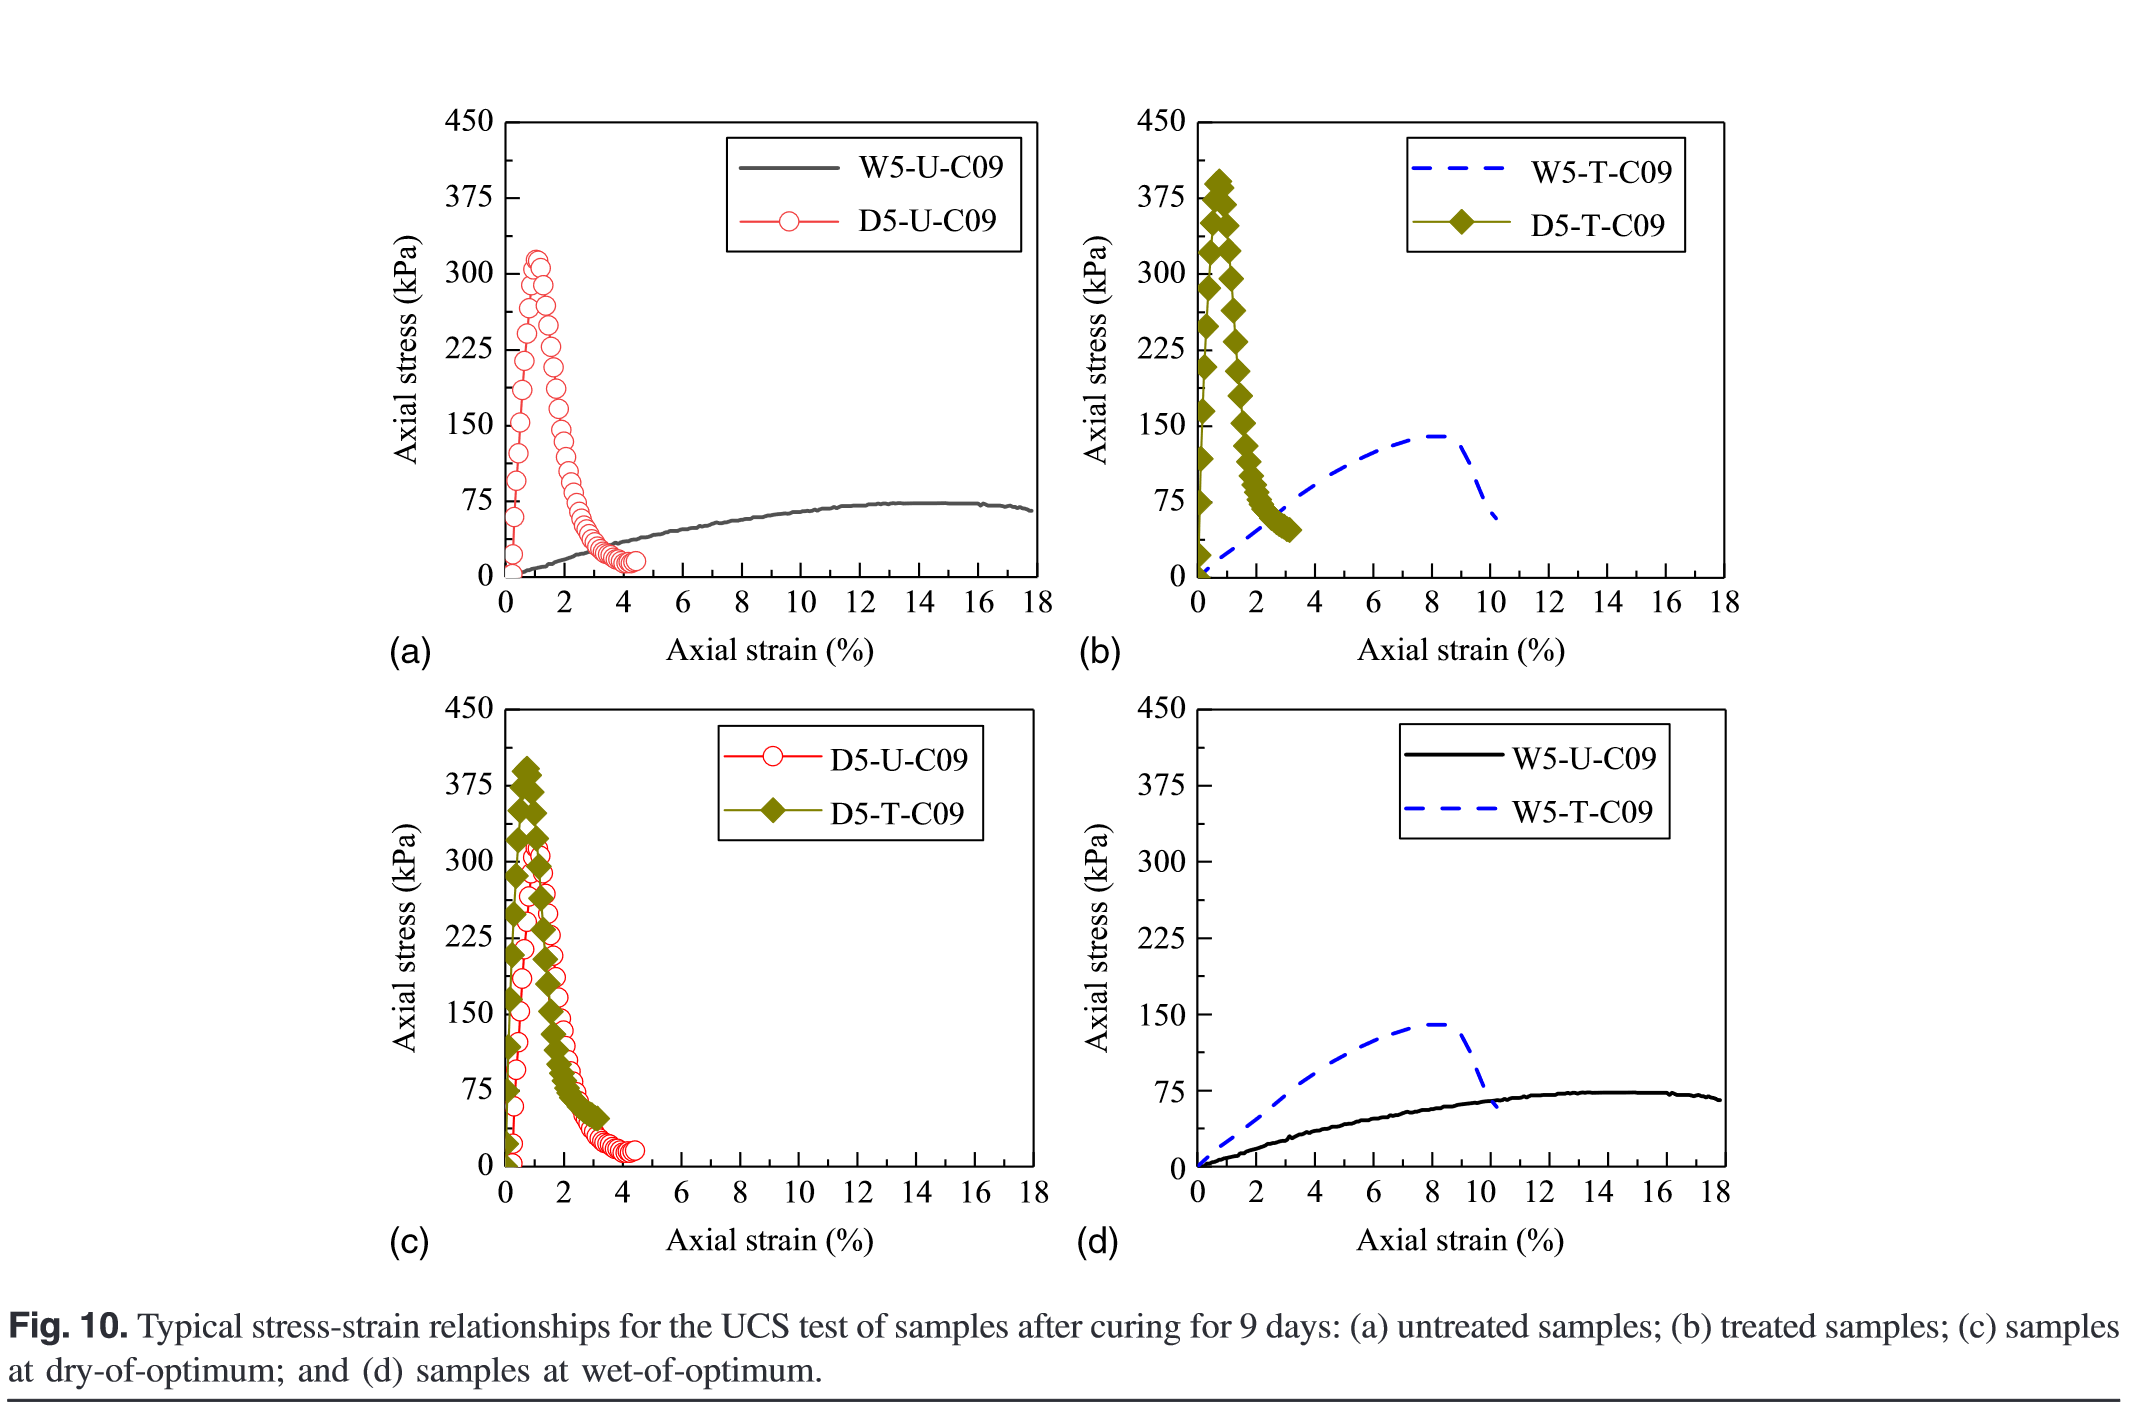 450
375
300
225
150
75
0
Axial stress (kPa)
W5-U-C09
D5-U-C09
0 2 4 6 8 10 12 14 16 18
(a) Axial strain (%)
450
375
300
225
150
75
0
Axial stress (kPa)
W5-T-C09
D5-T-C09
0 2 4 6 8 10 12 14 16 18
(b) Axial strain (%)
450
375
300
225
150
75
0
Axial stress (kPa)
D5-U-C09
D5-T-C09
0 2 4 6 8 10 12 14 16 18
(c) Axial strain (%)
450
375
300
225
150
75
0
Axial stress (kPa)
W5-U-C09
W5-T-C09
0 2 4 6 8 10 12 14 16 18
(d) Axial strain (%)
Fig. 10. Typical stress-strain relationships for the UCS test of samples after curing for 9 days: (a) untreated samples; (b) treated samples; (c) samples
at dry-of-optimum; and (d) samples at wet-of-optimum.